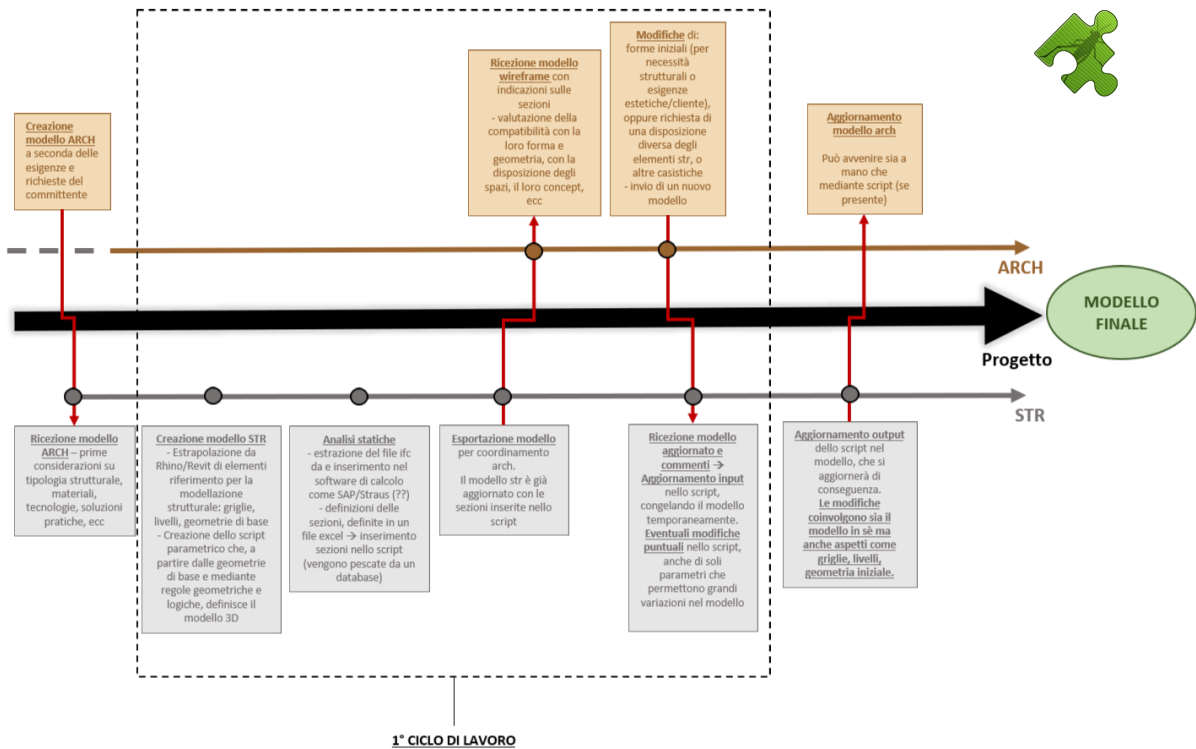 Creazione
modello ARCH
a seconda delle
esigenze e
richieste del
committente
Ricezione modello
wireframe con
indicazioni sulle
sezioni
- valutazione della
compatibilità con la
loro forma e
geometria, con la
disposizione degli
spazi, il loro concept,
ecc
Modifiche di:
forme iniziali (per
necessità
strutturali o
esigenze
estetiche/cliente),
oppure richiesta di
una disposizione
diversa degli
elementi str, o
altre casistiche
- invio di un nuovo
modello
Aggiornamento
modello arch
Può avvenire sia a
mano che
mediante script (se
presente)
ARCH
MODELLO
FINALE
Progetto
STR
Ricezione modello
ARCH – prime
considerazioni su
tipologia strutturale,
materiali,
tecnologie, soluzioni
pratiche, ecc
Creazione modello STR
- Estrapolazione da
Rhino/Revit di elementi
riferimento per la
modellazione
strutturale: griglie,
livelli, geometrie di base
- Creazione dello script
parametrico che, a
partire dalle geometrie
di base e mediante
regole geometriche e
logiche, definisce il
modello 3D
Analisi statiche
- estrazione del file ifc
da e inserimento nel
software di calcolo
come SAP/Straus (??)
- definizioni delle
sezioni, definite in un
file excel → inserimento
sezioni nello script
(vengono pescate da un
database)
Esportazione modello
per coordinamento
arch.
Il modello str è già
aggiornato con le
sezioni inserite nello
script
Ricezione modello
aggiornato e
commenti →
Aggiornamento input
nello script,
congelando il modello
temporaneamente.
Eventuali modifiche
puntuali nello script,
anche di soli
parametri che
permettono grandi
variazioni nel modello
Aggiornamento output
dello script nel
modello, che si
aggiornerà di
conseguenza.
Le modifiche
coinvolgono sia il
modello in sè ma
anche aspetti come
griglie, livelli,
geometria iniziale.
1° CICLO DI LAVORO